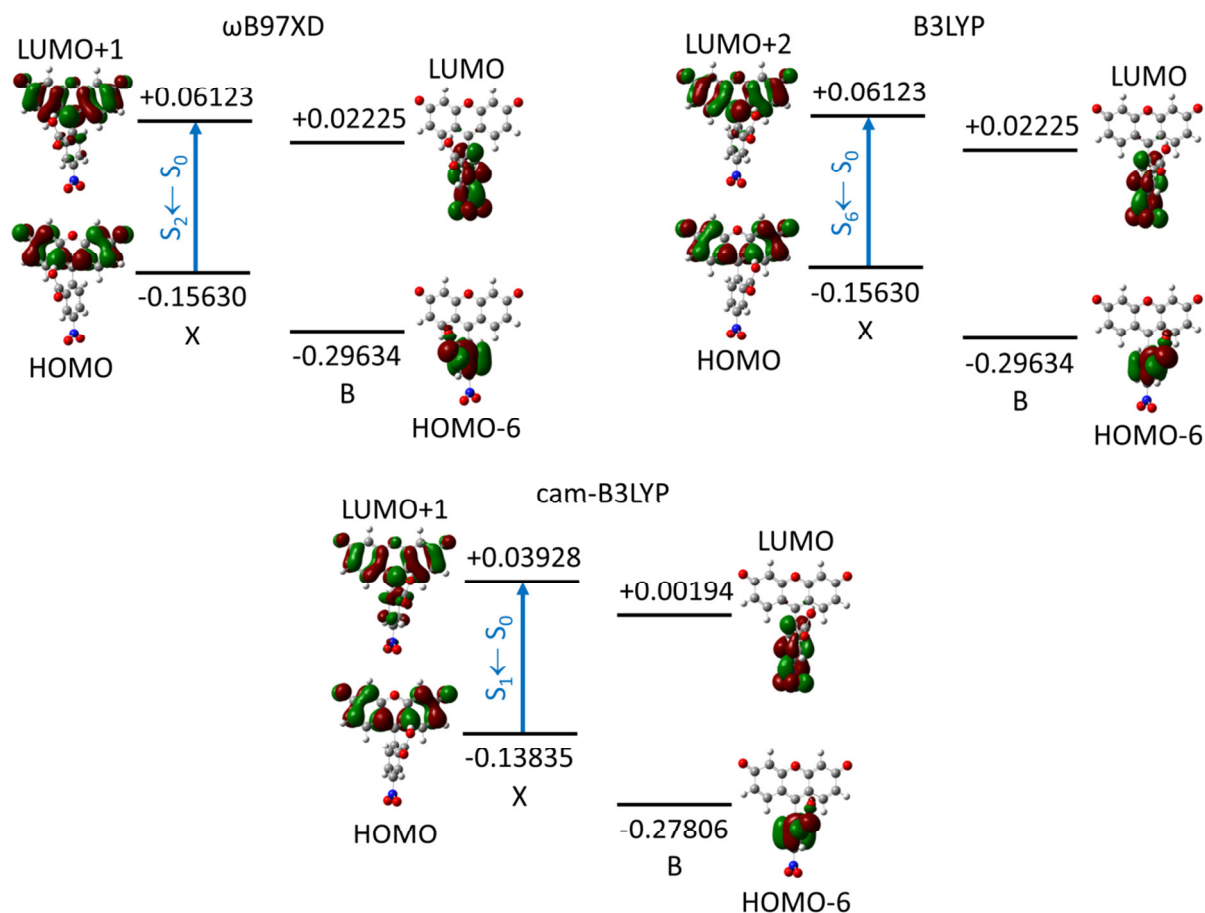 ωB97XD
LUMO+1
+0.06123
LUMO
+0.02225
S2← S0
-0.15630
X
HOMO
-0.29634
B
HOMO-6
B3LYP
LUMO+2
+0.06123
LUMO
+0.02225
S6← S0
-0.15630
X
HOMO
-0.29634
B
HOMO-6
cam-B3LYP
LUMO+1
+0.03928
LUMO
+0.00194
S1← S0
-0.13835
X
HOMO
-0.27806
B
HOMO-6